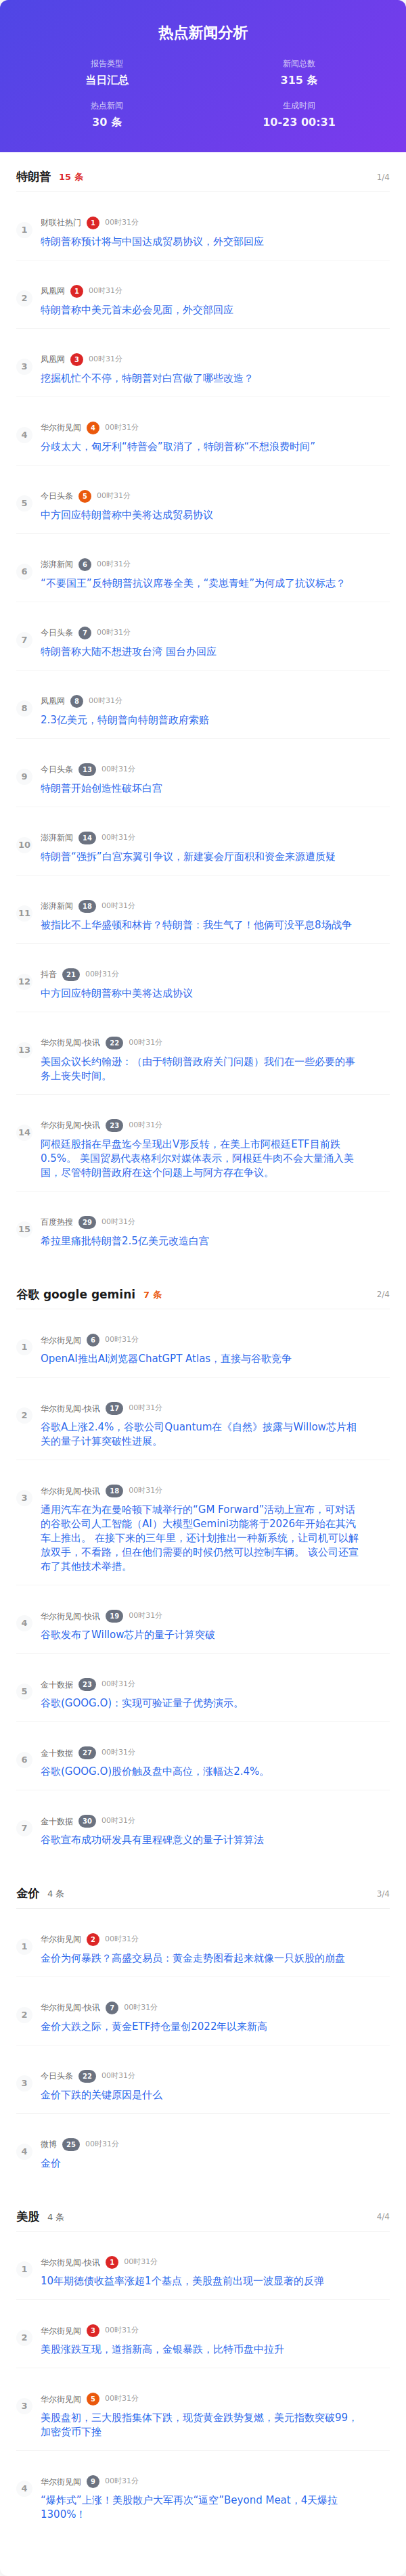 热点新闻分析
报告类型
当日汇总
新闻总数
315 条
热点新闻
30 条
生成时间
10-23 00:31
特朗普 15 条 1/4
1 财联社热门 1 00时31分
特朗普称预计将与中国达成贸易协议，外交部回应
2 凤凰网 1 00时31分
特朗普称中美元首未必会见面，外交部回应
3 凤凰网 3 00时31分
挖掘机忙个不停，特朗普对白宫做了哪些改造？
4 华尔街见闻 4 00时31分
分歧太大，匈牙利“特普会”取消了，特朗普称“不想浪费时间”
5 今日头条 5 00时31分
中方回应特朗普称中美将达成贸易协议
6 澎湃新闻 6 00时31分
“不要国王”反特朗普抗议席卷全美，“卖崽青蛙”为何成了抗议标志？
7 今日头条 7 00时31分
特朗普称大陆不想进攻台湾 国台办回应
8 凤凰网 8 00时31分
2.3亿美元，特朗普向特朗普政府索赔
9 今日头条 13 00时31分
特朗普开始创造性破坏白宫
10 澎湃新闻 14 00时31分
特朗普“强拆”白宫东翼引争议，新建宴会厅面积和资金来源遭质疑
11 澎湃新闻 18 00时31分
被指比不上华盛顿和林肯？特朗普：我生气了！他俩可没平息8场战争
12 抖音 21 00时31分
中方回应特朗普称中美将达成协议
13 华尔街见闻-快讯 22 00时31分
美国众议长约翰逊：（由于特朗普政府关门问题）我们在一些必要的事
务上丧失时间。
14 华尔街见闻-快讯 23 00时31分
阿根廷股指在早盘迄今呈现出V形反转，在美上市阿根廷ETF目前跌
0.5%。 美国贸易代表格利尔对媒体表示，阿根廷牛肉不会大量涌入美
国，尽管特朗普政府在这个问题上与阿方存在争议。
15 百度热搜 29 00时31分
希拉里痛批特朗普2.5亿美元改造白宫
谷歌 google gemini 7 条 2/4
1 华尔街见闻 6 00时31分
OpenAI推出AI浏览器ChatGPT Atlas，直接与谷歌竞争
2 华尔街见闻-快讯 17 00时31分
谷歌A上涨2.4%，谷歌公司Quantum在《自然》披露与Willow芯片相
关的量子计算突破性进展。
3 华尔街见闻-快讯 18 00时31分
通用汽车在为在曼哈顿下城举行的“GM Forward”活动上宣布，可对话
的谷歌公司人工智能（AI）大模型Gemini功能将于2026年开始在其汽
车上推出。 在接下来的三年里，还计划推出一种新系统，让司机可以解
放双手，不看路，但在他们需要的时候仍然可以控制车辆。 该公司还宣
布了其他技术举措。
4 华尔街见闻-快讯 19 00时31分
谷歌发布了Willow芯片的量子计算突破
5 金十数据 23 00时31分
谷歌(GOOG.O)：实现可验证量子优势演示。
6 金十数据 27 00时31分
谷歌(GOOG.O)股价触及盘中高位，涨幅达2.4%。
7 金十数据 30 00时31分
谷歌宣布成功研发具有里程碑意义的量子计算算法
金价 4 条 3/4
1 华尔街见闻 2 00时31分
金价为何暴跌？高盛交易员：黄金走势图看起来就像一只妖股的崩盘
2 华尔街见闻-快讯 7 00时31分
金价大跌之际，黄金ETF持仓量创2022年以来新高
3 今日头条 22 00时31分
金价下跌的关键原因是什么
4 微博 25 00时31分
金价
美股 4 条 4/4
1 华尔街见闻-快讯 1 00时31分
10年期德债收益率涨超1个基点，美股盘前出现一波显著的反弹
2 华尔街见闻 3 00时31分
美股涨跌互现，道指新高，金银暴跌，比特币盘中拉升
3 华尔街见闻 5 00时31分
美股盘初，三大股指集体下跌，现货黄金跌势复燃，美元指数突破99，
加密货币下挫
4 华尔街见闻 9 00时31分
“爆炸式”上涨！美股散户大军再次“逼空”Beyond Meat，4天爆拉
1300%！